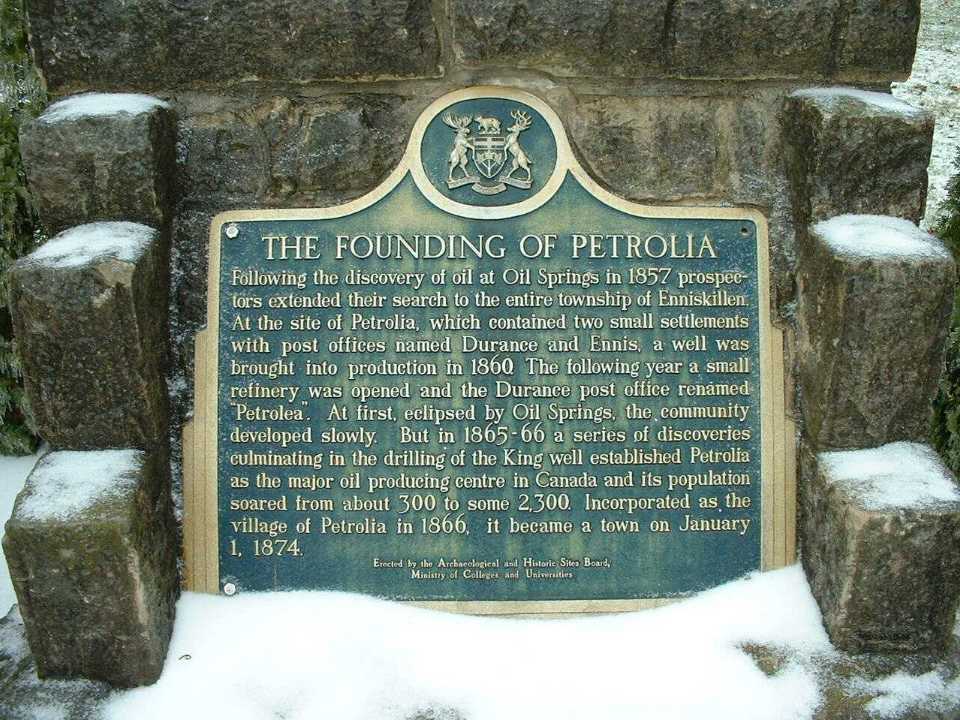 THE FOUNDING OF PETROLIA
Following the discovery of oil at Oil Springs in 1857 prospec-
tors extended their search to the entire township of Enniskillen.
At the site of Petrolia, which contained two small settlements
with post offices named Durance and Ennis, a well was
brought into production in 1860. The following year a small
refinery was opened and the Durance post office renamed
"Petrolea". At first, eclipsed by Oil Springs, the community
developed slowly. But in 1865-66 a series of discoveries
culminating in the drilling of the King well established Petrolia
as the major oil producing centre in Canada and its population
soared from about 300 to some 2,300. Incorporated as the
village of Petrolia in 1866, it became a town on January
1, 1874.
Erected by the Archaeological and Historic Sites Board,
Ministry of Colleges and Universities